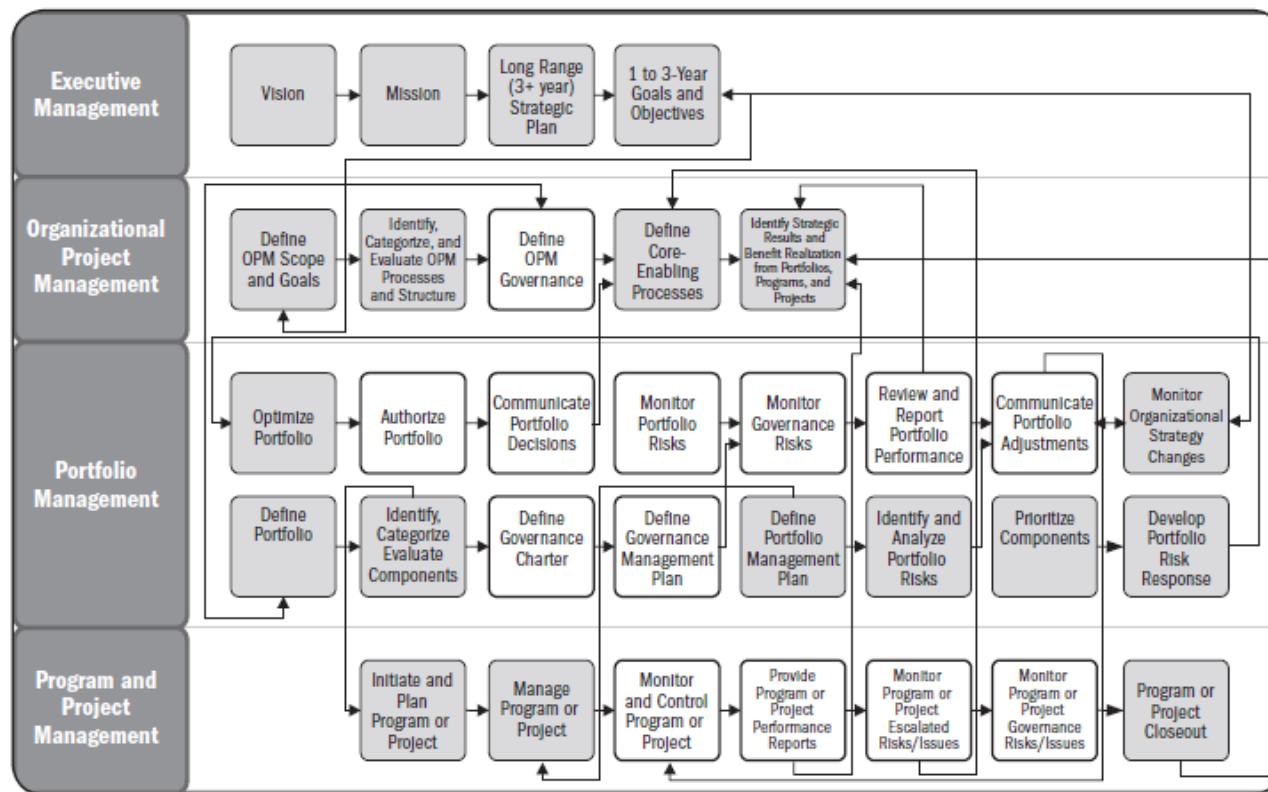 Executive
Management
Vision
Mission
Long Range
(3+ year)
Strategic
Plan
1 to 3-Year
Goals and
Objectives
Organizational
Project
Management
Define
OPM Scope
and Goals
Identify,
Categorize, and
Evaluate OPM
Processes
and Structure
Define
OPM
Governance
Define
Core-
Enabling
Processes
Identify Strategic
Results and
Benefit Realization
from Portfolios,
Programs, and
Projects
Portfolio
Management
Optimize
Portfolio
Authorize
Portfolio
Communicate
Portfolio
Decisions
Monitor
Portfolio
Risks
Monitor
Governance
Risks
Review and
Report
Portfolio
Performance
Communicate
Portfolio
Adjustments
Monitor
Organizational
Strategy
Changes
Define
Portfolio
Identify,
Categorize
Evaluate
Components
Define
Governance
Charter
Define
Governance
Management
Plan
Define
Portfolio
Management
Plan
Identify and
Analyze
Portfolio
Risks
Prioritize
Components
Develop
Portfolio
Risk
Response
Program and
Project
Management
Initiate and
Plan
Program or
Project
Manage
Program or
Project
Monitor
and Control
Program or
Project
Provide
Program or
Project
Performance
Reports
Monitor
Program or
Project
Escalated
Risks/Issues
Monitor
Program or
Project
Governance
Risks/Issues
Program or
Project
Closeout